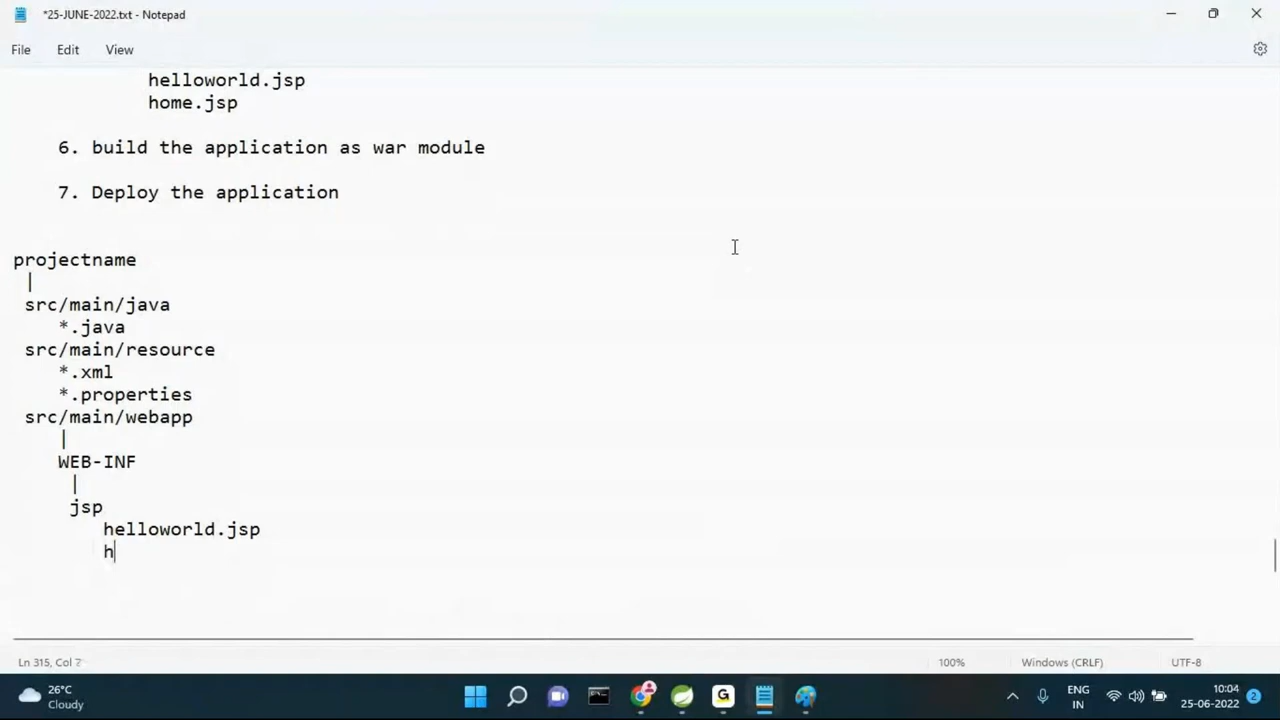 *25-JUNE-2022.txt - Notepad
File Edit View
helloworld.jsp
home.jsp
6. build the application as war module
7. Deploy the application
projectname
|
src/main/java
*.java
src/main/resource
*.xml
*.properties
src/main/webapp
|
WEB-INF
|
jsp
helloworld.jsp
h
Ln 315, Col 7 100% Windows (CRLF) UTF-8
26°C
Cloudy
ENG
IN
10:04
25-06-2022
2